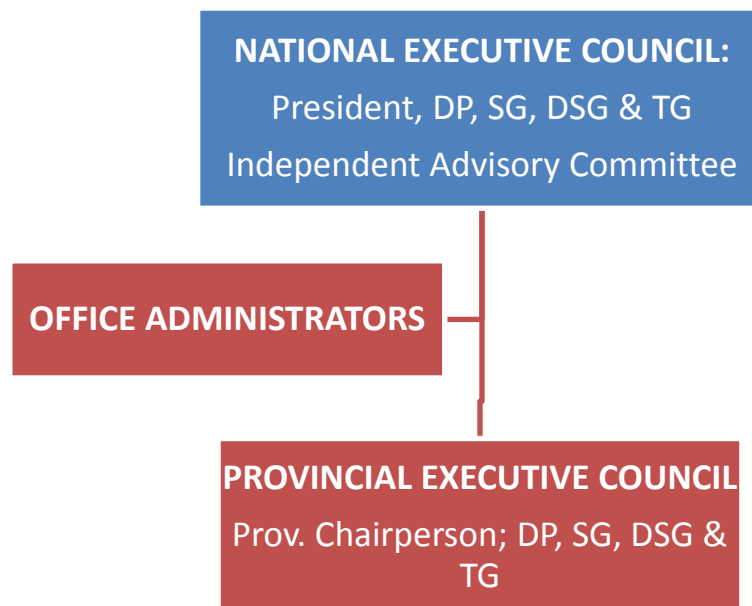 NATIONAL EXECUTIVE COUNCIL:
President, DP, SG, DSG & TG
Independent Advisory Committee
OFFICE ADMINISTRATORS
PROVINCIAL EXECUTIVE COUNCIL
Prov. Chairperson; DP, SG, DSG &
TG